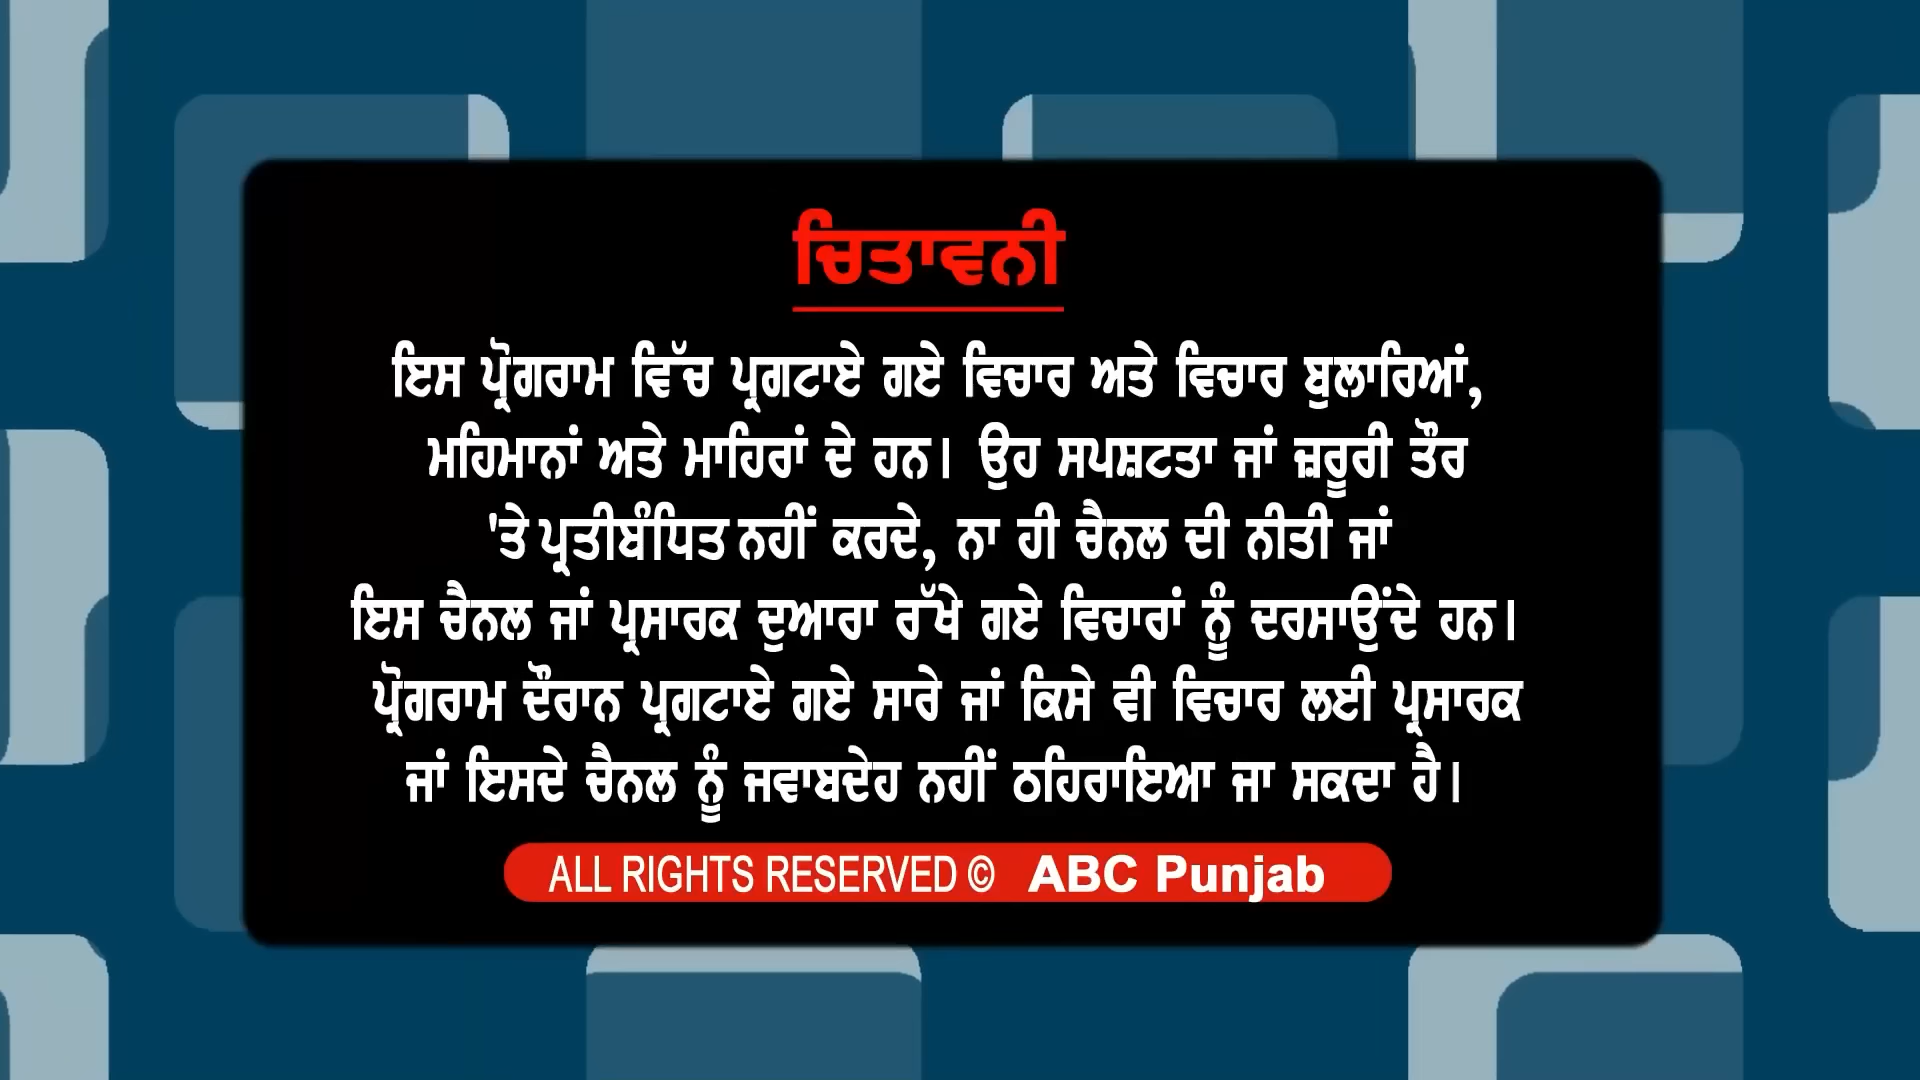 ਚਿਤਾਵਨੀ
ਇਸ ਪ੍ਰੋਗਰਾਮ ਵਿੱਚ ਪ੍ਰਗਟਾਏ ਗਏ ਵਿਚਾਰ ਅਤੇ ਵਿਚਾਰ ਬੁਲਾਰਿਆਂ,
ਮਹਿਮਾਨਾਂ ਅਤੇ ਮਾਹਿਰਾਂ ਦੇ ਹਨ। ਉਹ ਸਪਸ਼ਟਤਾ ਜਾਂ ਜ਼ਰੂਰੀ ਤੌਰ
'ਤੇ ਪ੍ਰਤੀਬੰਧਿਤ ਨਹੀਂ ਕਰਦੇ, ਨਾ ਹੀ ਚੈਨਲ ਦੀ ਨੀਤੀ ਜਾਂ
ਇਸ ਚੈਨਲ ਜਾਂ ਪ੍ਰਸਾਰਕ ਦੁਆਰਾ ਰੱਖੇ ਗਏ ਵਿਚਾਰਾਂ ਨੂੰ ਦਰਸਾਉਂਦੇ ਹਨ।
ਪ੍ਰੋਗਰਾਮ ਦੌਰਾਨ ਪ੍ਰਗਟਾਏ ਗਏ ਸਾਰੇ ਜਾਂ ਕਿਸੇ ਵੀ ਵਿਚਾਰ ਲਈ ਪ੍ਰਸਾਰਕ
ਜਾਂ ਇਸਦੇ ਚੈਨਲ ਨੂੰ ਜਵਾਬਦੇਹ ਨਹੀਂ ਠਹਿਰਾਇਆ ਜਾ ਸਕਦਾ ਹੈ।
ALL RIGHTS RESERVED © ABC Punjab